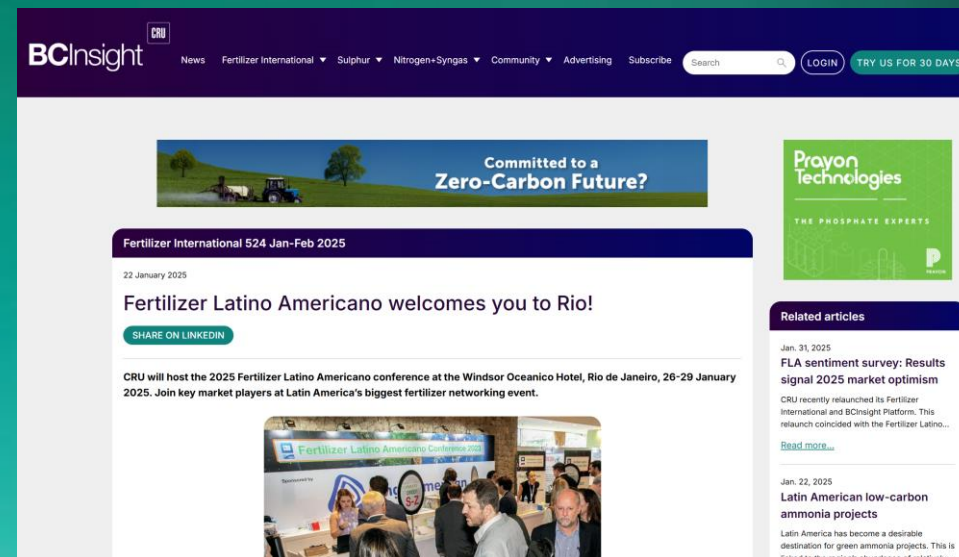 BCInsight
CRU
News
Fertilizer International
Sulphur
Nitrogen+Syngas
Community
Advertising
Subscribe
Search
LOGIN
TRY US FOR 30 DAYS
Committed to a
Zero-Carbon Future?
Prayon
Technologies
THE PHOSPHATE EXPERTS
PRAYON
Fertilizer International 524 Jan-Feb 2025
22 January 2025
Fertilizer Latino Americano welcomes you to Rio!
SHARE ON LINKEDIN
CRU will host the 2025 Fertilizer Latino Americano conference at the Windsor Oceanico Hotel, Rio de Janeiro, 26-29 January
2025. Join key market players at Latin America's biggest fertilizer networking event.
Fertilizer Latino Americano Conference
S-Z
Related articles
Jan. 31, 2025
FLA sentiment survey: Results
signal 2025 market optimism
CRU recently relaunched its Fertilizer
International and BCInsight Platform. This
relaunch coincided with the Fertilizer Latino...
Read more...
Jan. 22, 2025
Latin American low-carbon
ammonia projects
Latin America has become a desirable
destination for green ammonia projects. This is